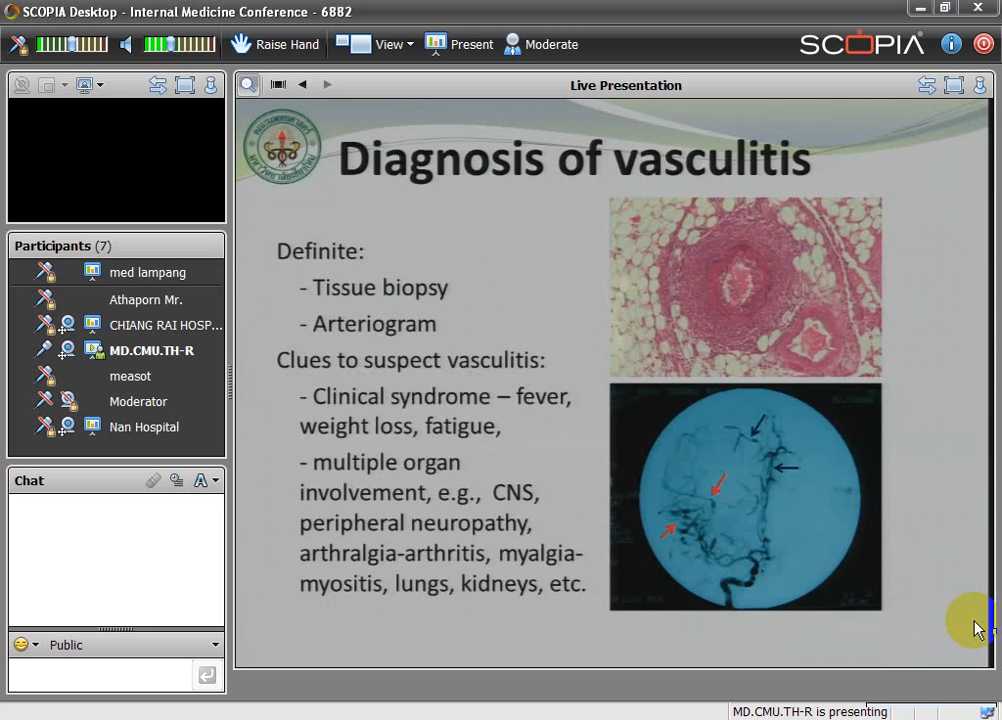 SCOPIA Desktop - Internal Medicine Conference - 6882
Raise Hand
View
Present
Moderate
SCOPIA
Live Presentation
Participants (7)
med lampang
Athaporn Mr.
CHIANG RAI HOSP...
MD.CMU.TH-R
measot
Moderator
Nan Hospital
Chat
A
Public
Diagnosis of vasculitis
Definite:
- Tissue biopsy
- Arteriogram
Clues to suspect vasculitis:
- Clinical syndrome – fever,
weight loss, fatigue,
- multiple organ
involvement, e.g., CNS,
peripheral neuropathy,
arthralgia-arthritis, myalgia-
myositis, lungs, kidneys, etc.
MD.CMU.TH-R is presenting